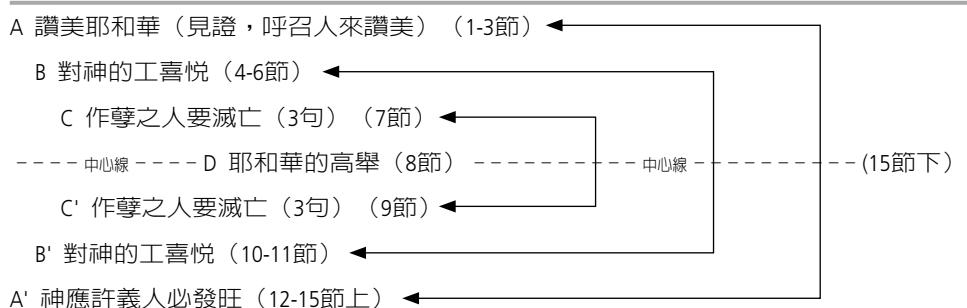 A 讚美耶和華（見證，呼召人來讚美）（1-3節）
B 對神的工喜悅（4-6節）
C 作孽之人要滅亡（3句）（7節）
中心線 D 耶和華的高舉（8節） 中心線 (15節下)
C' 作孽之人要滅亡（3句）（9節）
B' 對神的工喜悅（10-11節）
A' 神應許義人必發旺（12-15節上）